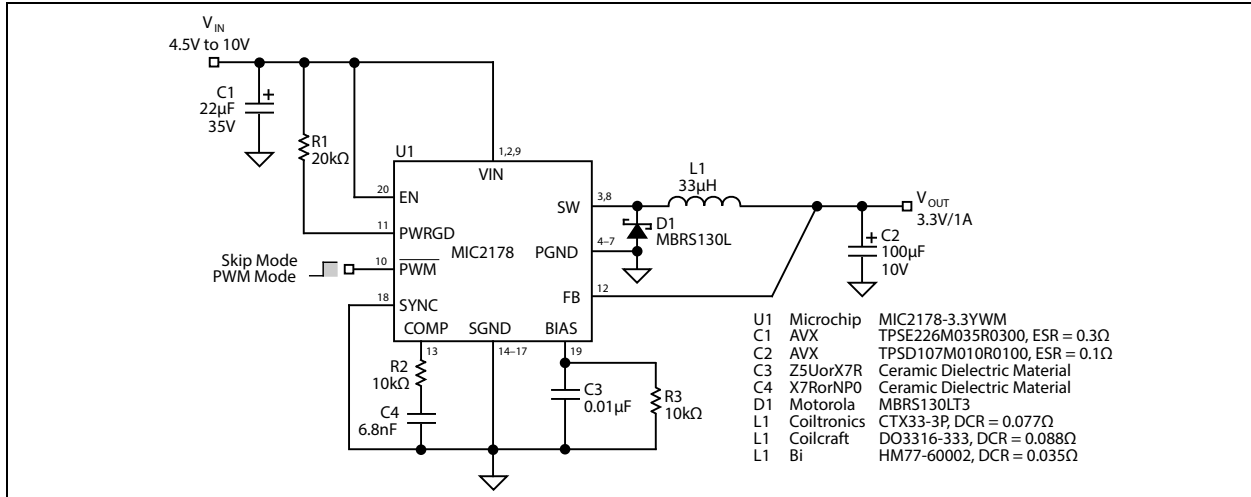 VIN
4.5V to 10V
C1
22µF
35V
+
R1
20kΩ
U1
1,2,9
VIN
20
EN
11
PWRGD
MIC2178
Skip Mode
PWM Mode
10
PWM
18
SYNC
COMP
SGND
BIAS
13
14–17
19
SW
3,8
PGND
4–7
FB
12
L1
33µH
D1
MBRS130L
VOUT
3.3V/1A
+
C2
100µF
10V
R2
10kΩ
C4
6.8nF
C3
0.01µF
R3
10kΩ
U1 Microchip MIC2178-3.3YWM
C1 AVX TPSE226M035R0300, ESR = 0.3Ω
C2 AVX TPSD107M010R0100, ESR = 0.1Ω
C3 Z5UorX7R Ceramic Dielectric Material
C4 X7RorNP0 Ceramic Dielectric Material
D1 Motorola MBRS130LT3
L1 Coiltronics CTX33-3P, DCR = 0.077Ω
L1 Coilcraft DO3316-333, DCR = 0.088Ω
L1 Bi HM77-60002, DCR = 0.035Ω